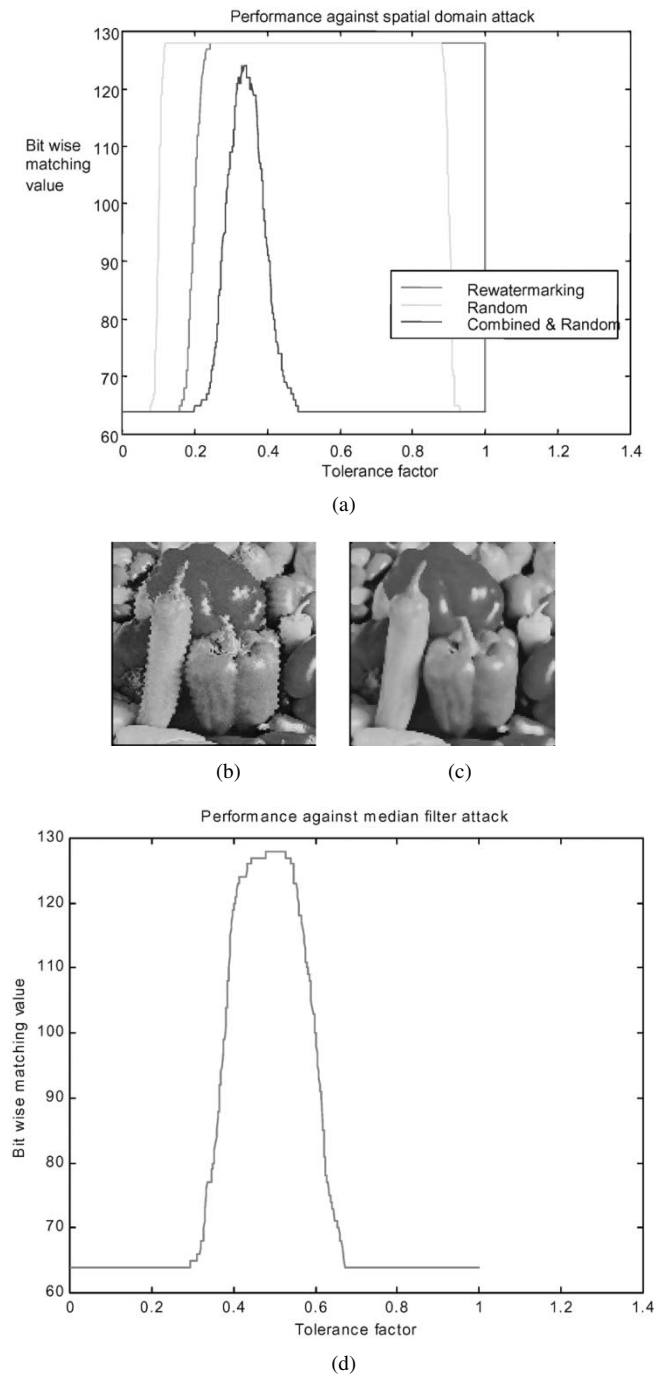 Performance against spatial domain attack
130
120
110
100
90
80
70
60
Bit wise
matching
value
Rewatermarking
Random
Combined & Random
0 0.2 0.4 0.6 0.8 1 1.2 1.4
Tolerance factor
(a)
(b) (c)
Performance against median filter attack
130
120
110
100
90
80
70
60
Bit wise matching value
0 0.2 0.4 0.6 0.8 1 1.2 1.4
Tolerance factor
(d)